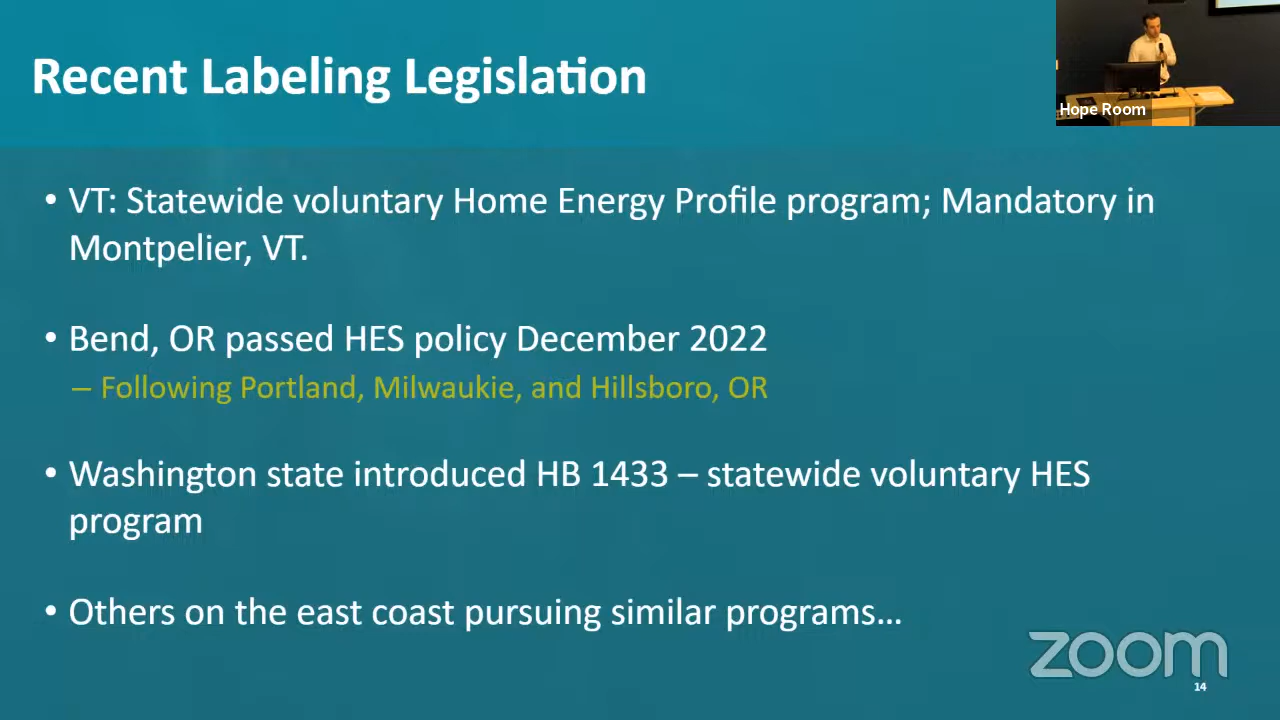 Recent Labeling Legislation
Hope Room
• VT: Statewide voluntary Home Energy Profile program; Mandatory in
Montpelier, VT.
• Bend, OR passed HES policy December 2022
– Following Portland, Milwaukie, and Hillsboro, OR
• Washington state introduced HB 1433 – statewide voluntary HES
program
• Others on the east coast pursuing similar programs...
zoom
14